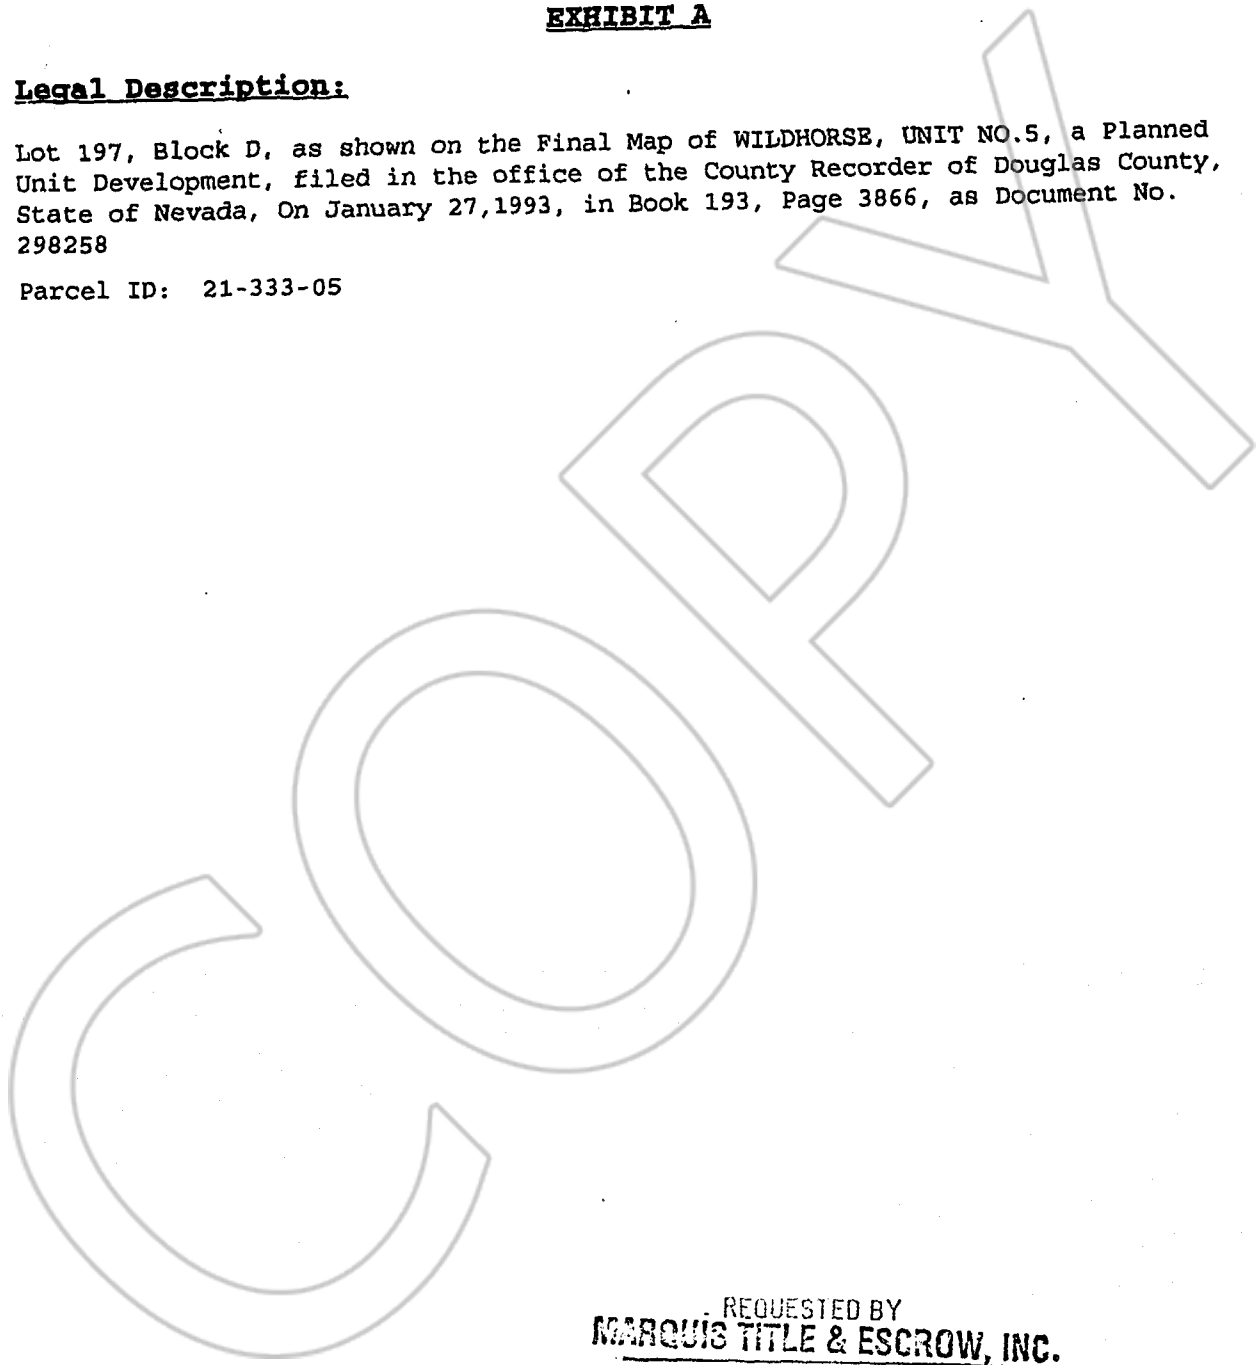 EXHIBIT A
Legal Description:
Lot 197, Block D, as shown on the Final Map of WILDHORSE, UNIT NO.5, a Planned
Unit Development, filed in the office of the County Recorder of Douglas County,
State of Nevada, On January 27,1993, in Book 193, Page 3866, as Document No.
298258
Parcel ID: 21-333-05
COPY
REQUESTED BY
MARQUIS TITLE & ESCROW, INC.